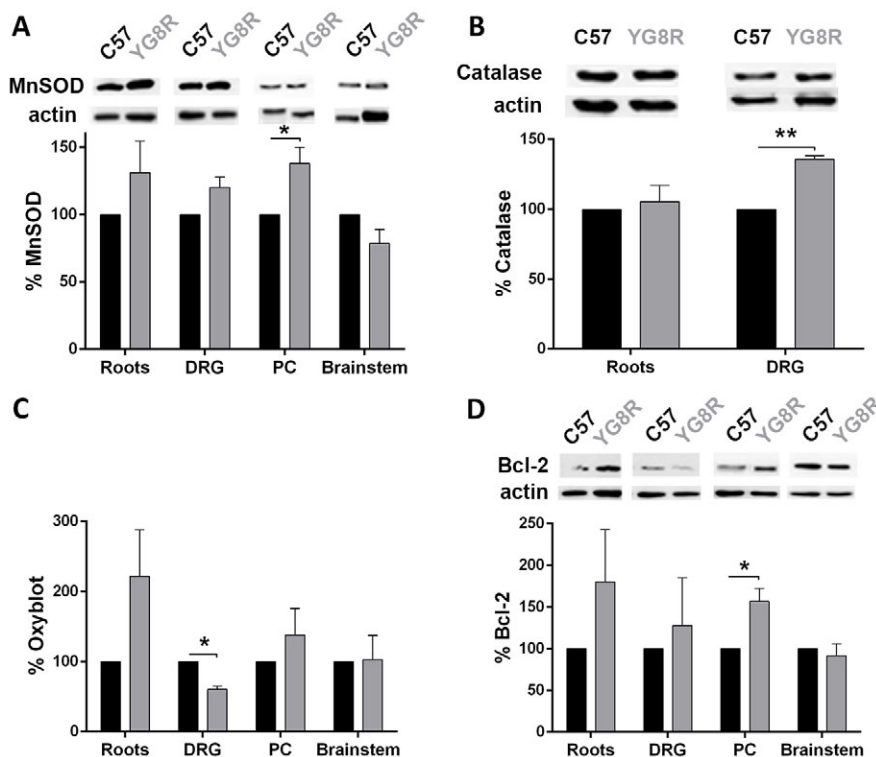 A
C57 YG8R C57 YG8R C57 YG8R C57 YG8R
MnSOD
actin
% MnSOD
150
100
50
0
*
Roots DRG PC Brainstem
B
C57 YG8R C57 YG8R
Catalase
actin
% Catalase
150
100
50
0
**
Roots DRG
C
% Oxyblot
300
200
100
0
*
Roots DRG PC Brainstem
D
C57 YG8R C57 YG8R C57 YG8R C57 YG8R
Bcl-2
actin
% Bcl-2
250
200
150
100
50
0
*
Roots DRG PC Brainstem